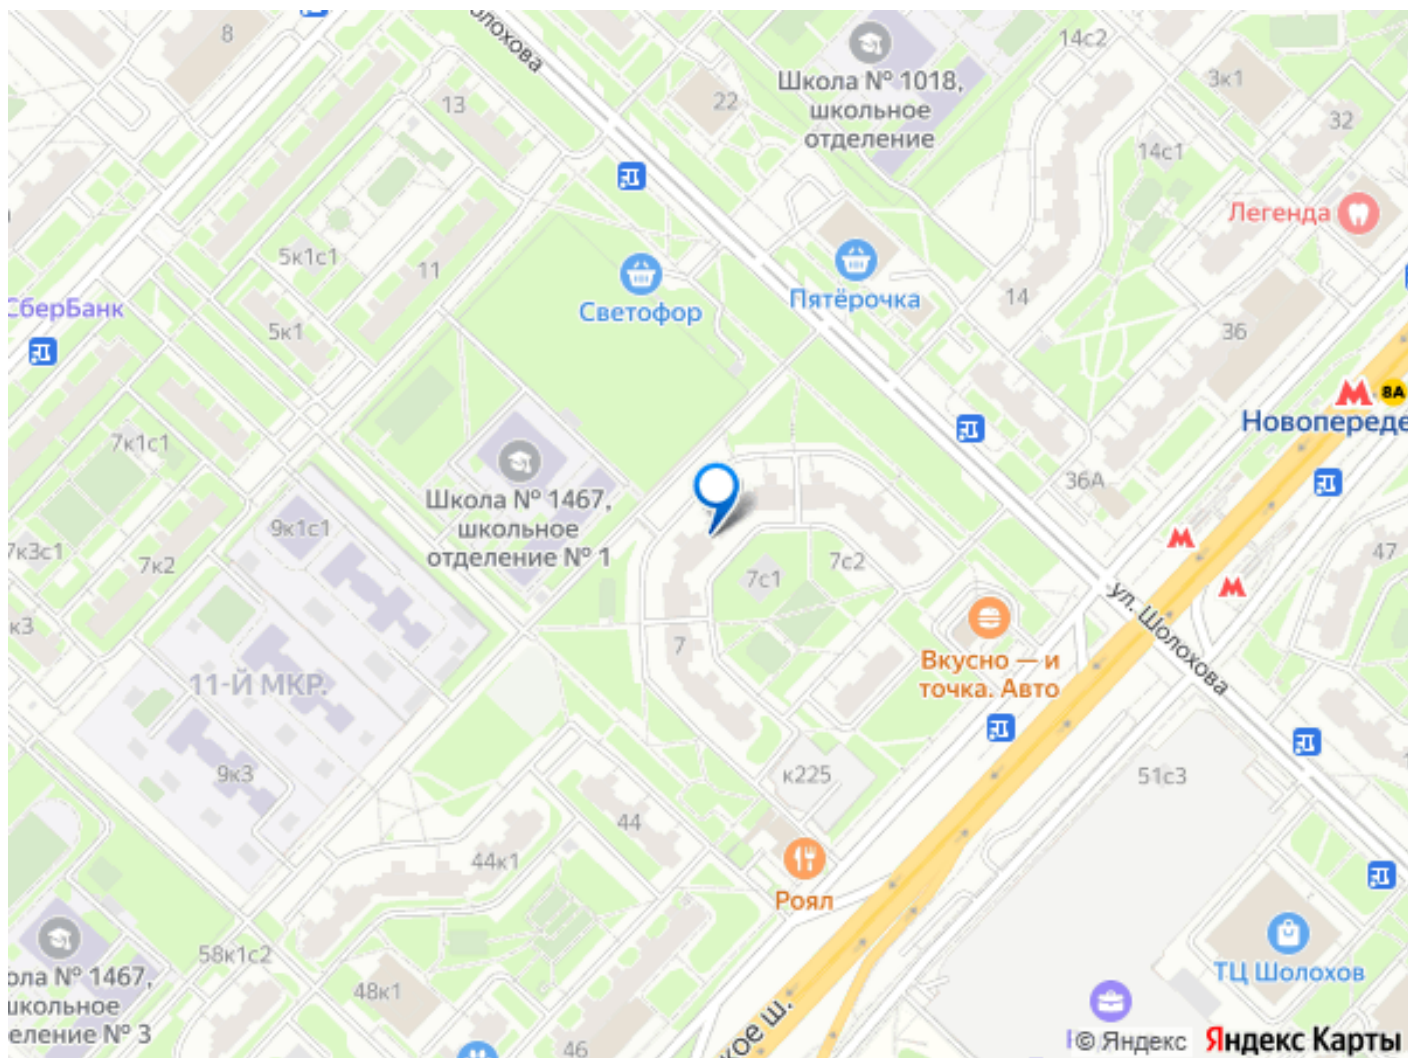 олохова
8
14с2
Школа № 1018,
школьное
отделение
3к1
13
22
32
14с1
Легенда
5к1с1
11
Светофор
Пятёрочка
14
СберБанк
5к1
36
8А
Новопереде
7к1с1
36А
Школа № 1467,
школьное
отделение № 1
9к1с1
7к3с1
7к2
7с2
7с1
47
ул. Шолохова
к3
7
Вкусно — и
точка. Авто
11-Й МКР.
9к3
к225
51с3
44
44к1
Роял
58к1с2
ТЦ Шолохов
ола № 1467,
школьное
еление № 3
48к1
кое ш.
46
© Яндекс Яндекс Карты